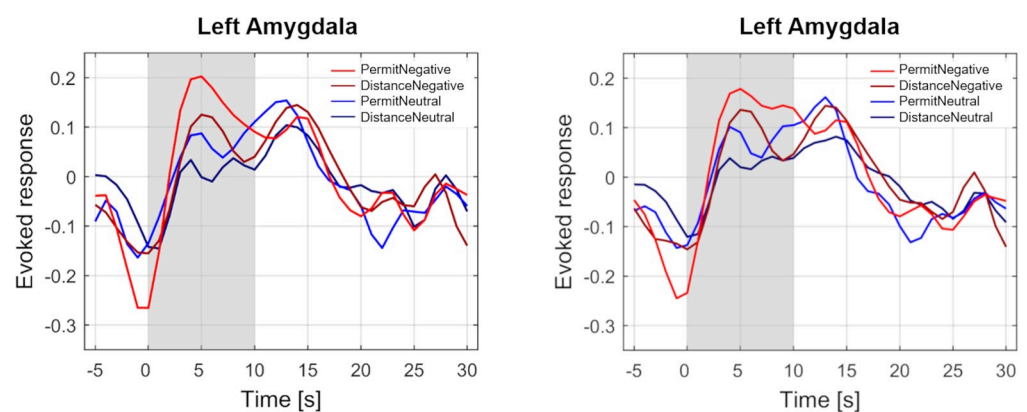 Left Amygdala
Evoked response
0.2
0.1
0
-0.1
-0.2
-0.3
-5
0
5
10
15
20
25
30
Time [s]
PermitNegative
DistanceNegative
PermitNeutral
DistanceNeutral
Left Amygdala
Evoked response
0.2
0.1
0
-0.1
-0.2
-0.3
-5
0
5
10
15
20
25
30
Time [s]
PermitNegative
DistanceNegative
PermitNeutral
DistanceNeutral